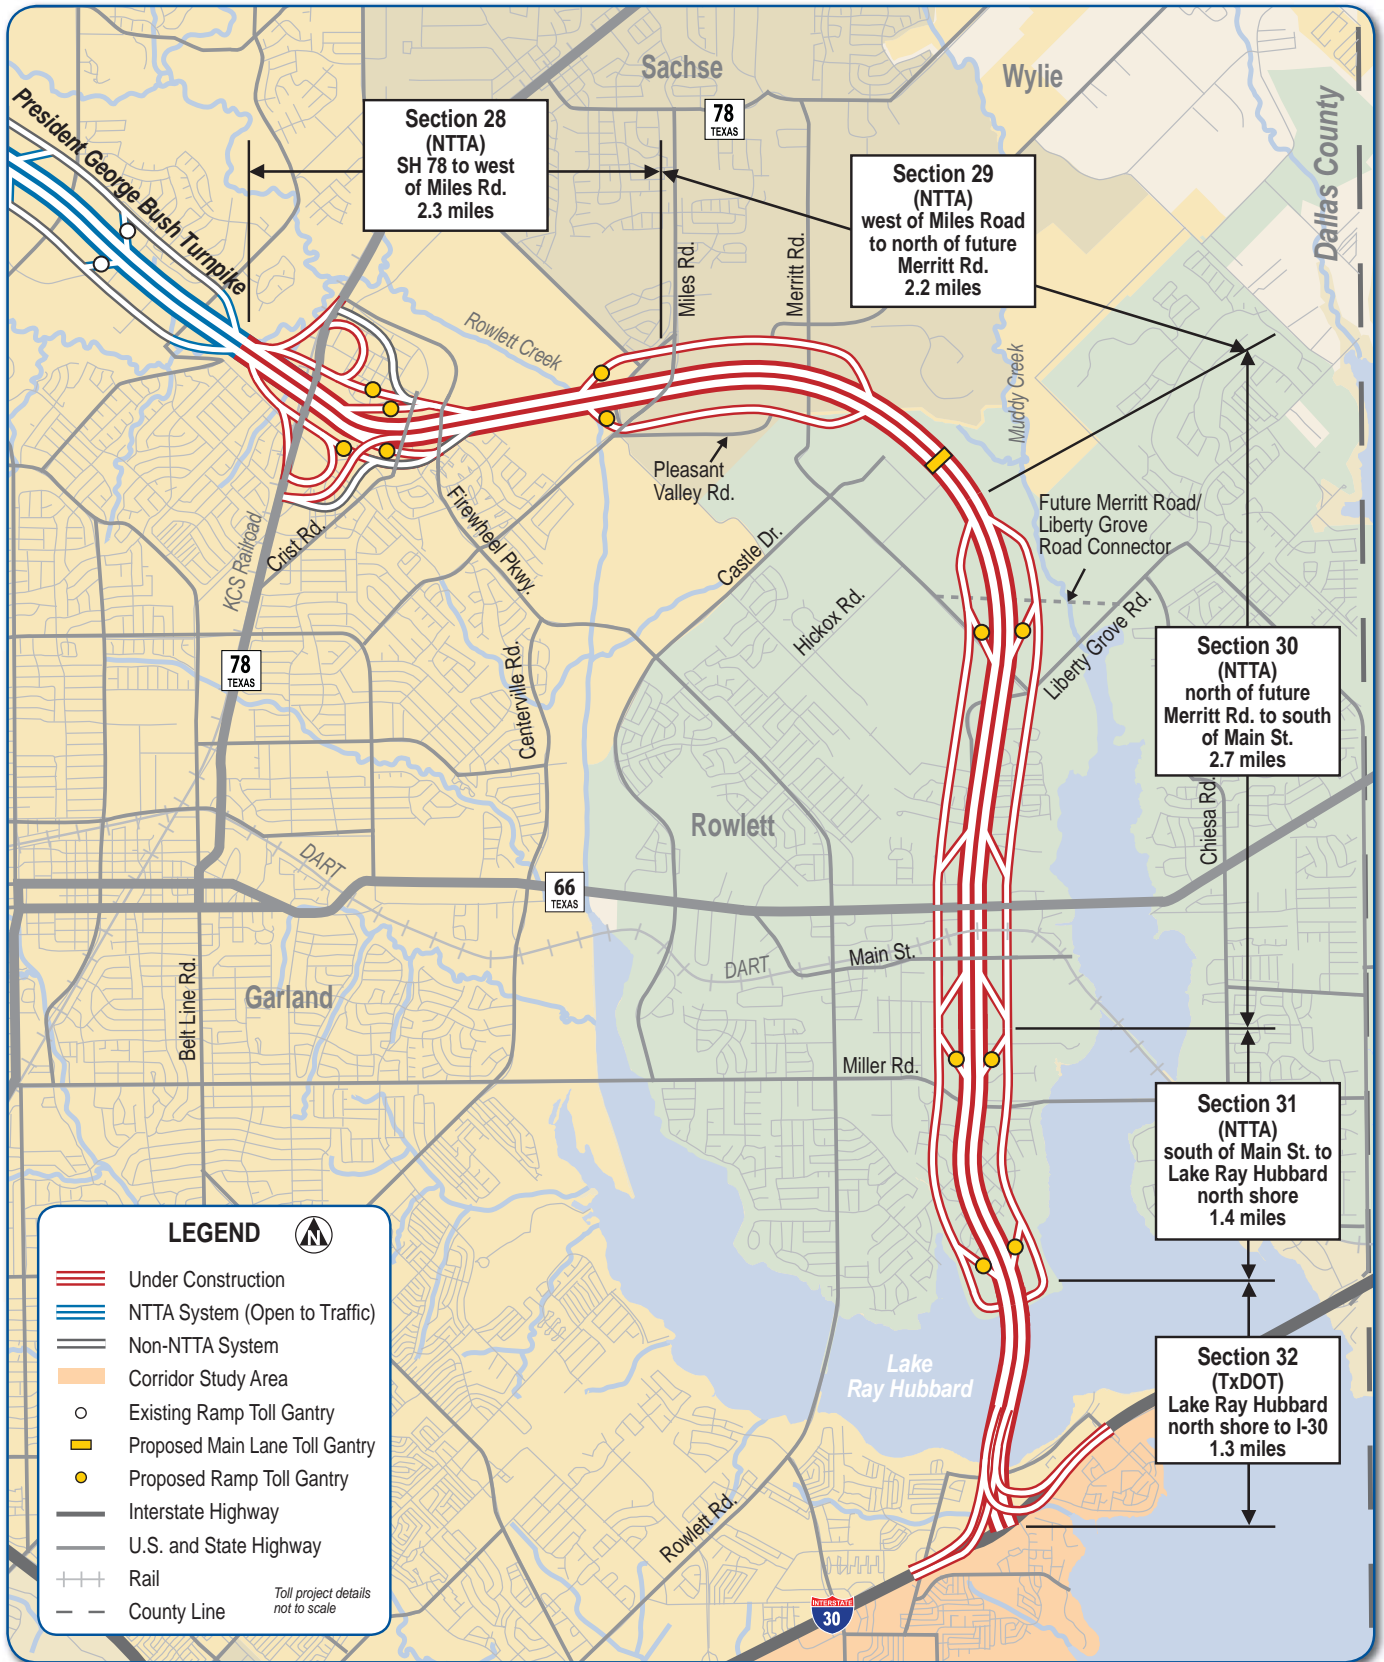 Sachse
Wylie
78
TEXAS
Dallas County
President George Bush Turnpike
Section 28
(NTTA)
SH 78 to west
of Miles Rd.
2.3 miles
Section 29
(NTTA)
west of Miles Road
to north of future
Merritt Rd.
2.2 miles
Miles Rd.
Merritt Rd.
Rowlett Creek
Muddy Creek
Pleasant
Valley Rd.
Future Merritt Road/
Liberty Grove
Road Connector
KCS Railroad
Crist Rd.
Firewheel Pkwy.
Castle Dr.
Hickox Rd.
Liberty Grove Rd.
Centerville Rd.
78
TEXAS
Section 30
(NTTA)
north of future
Merritt Rd. to south
of Main St.
2.7 miles
Chiesa Rd.
Rowlett
DART
66
TEXAS
DART
Main St.
Belt Line Rd.
Garland
Miller Rd.
Section 31
(NTTA)
south of Main St. to
Lake Ray Hubbard
north shore
1.4 miles
Section 32
(TxDOT)
Lake Ray Hubbard
north shore to I-30
1.3 miles
Lake
Ray Hubbard
Rowlett Rd.
INTERSTATE
30
LEGEND
N
Under Construction
NTTA System (Open to Traffic)
Non-NTTA System
Corridor Study Area
Existing Ramp Toll Gantry
Proposed Main Lane Toll Gantry
Proposed Ramp Toll Gantry
Interstate Highway
U.S. and State Highway
Rail
County Line
Toll project details
not to scale